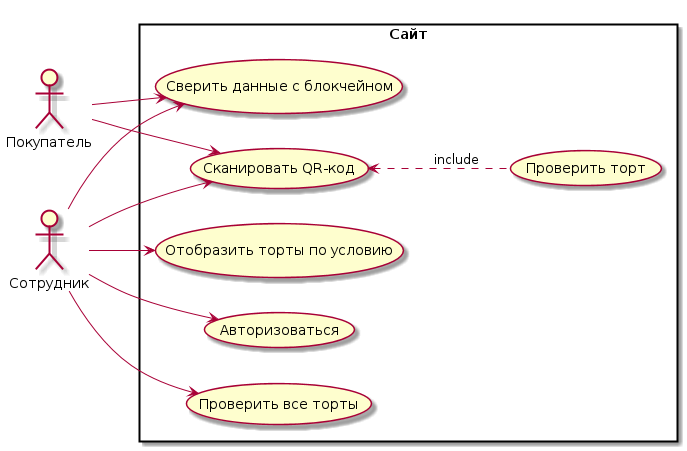 Сайт
Сверить данные с блокчейном
Покупатель
include
Сканировать QR-код
Проверить торт
Отобразить торты по условию
Сотрудник
Авторизоваться
Проверить все торты